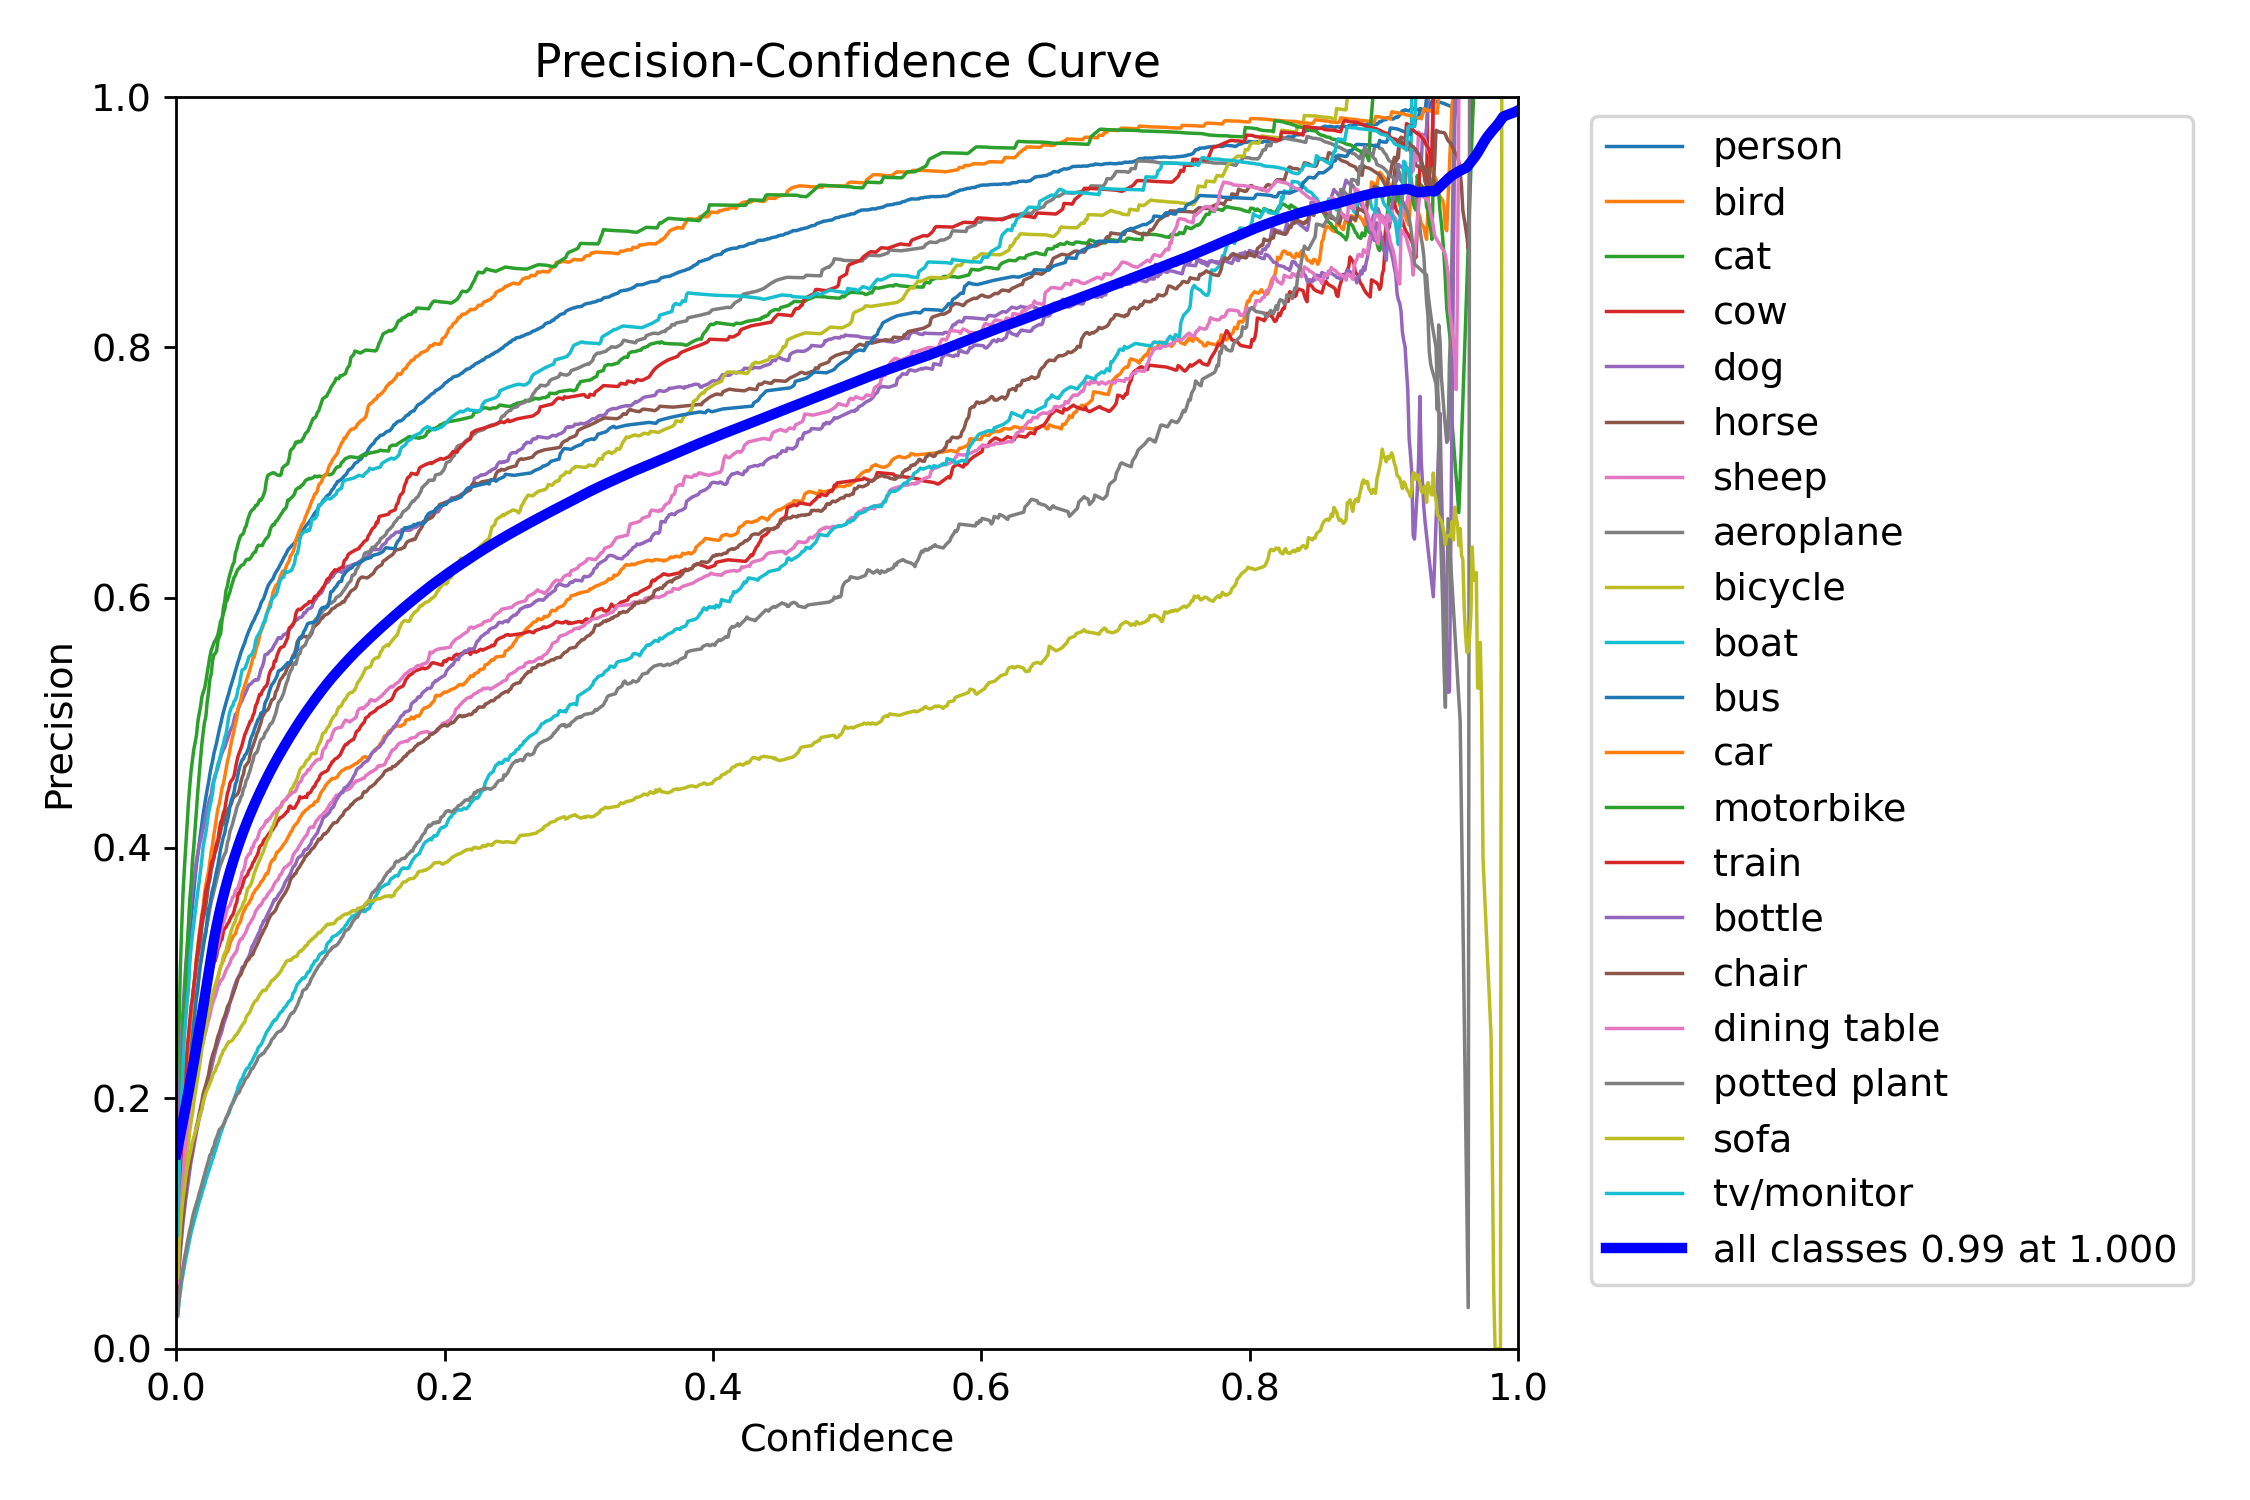 Precision-Confidence Curve
1.0
0.8
0.6
0.4
0.2
0.0
Precision
0.0 0.2 0.4 0.6 0.8 1.0
Confidence
person
bird
cat
cow
dog
horse
sheep
aeroplane
bicycle
boat
bus
car
motorbike
train
bottle
chair
dining table
potted plant
sofa
tv/monitor
all classes 0.99 at 1.000